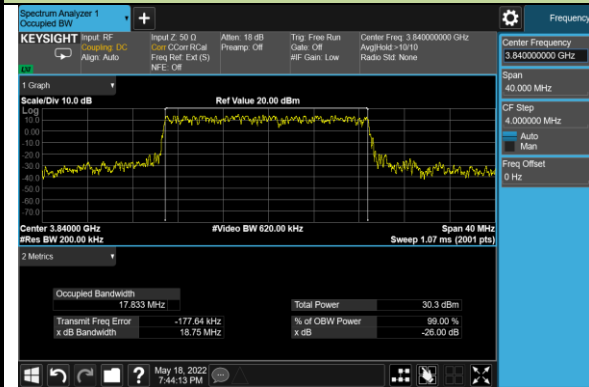 Spectrum Analyzer 1
Occupied BW
Frequency
KEYSIGHT
Input: RF
Coupling: DC
Align: Auto
Input Z: 50 Ω
Corr CCorr RCal
Freq Ref: Ext (S)
NFE: Off
Atten: 18 dB
Preamp: Off
Trig: Free Run
Gate: Off
#IF Gain: Low
Center Freq: 3.840000000 GHz
Avg|Hold:>10/10
Radio Std: None
Center Frequency
3.840000000 GHz
Span
40.000 MHz
CF Step
4.000000 MHz
Auto
Man
Freq Offset
0 Hz
1 Graph
Scale/Div 10.0 dB
Ref Value 20.00 dBm
Log
10.0
0.00
-10.0
-20.0
-30.0
-40.0
-50.0
-60.0
-70.0
Center 3.84000 GHz
#Video BW 620.00 kHz
Span 40 MHz
#Res BW 200.00 kHz
Sweep 1.07 ms (2001 pts)
2 Metrics
Occupied Bandwidth
17.833 MHz
Total Power
30.3 dBm
Transmit Freq Error
-177.64 kHz
% of OBW Power
99.00 %
x dB Bandwidth
18.75 MHz
x dB
-26.00 dB
?
May 18, 2022
7:44:13 PM